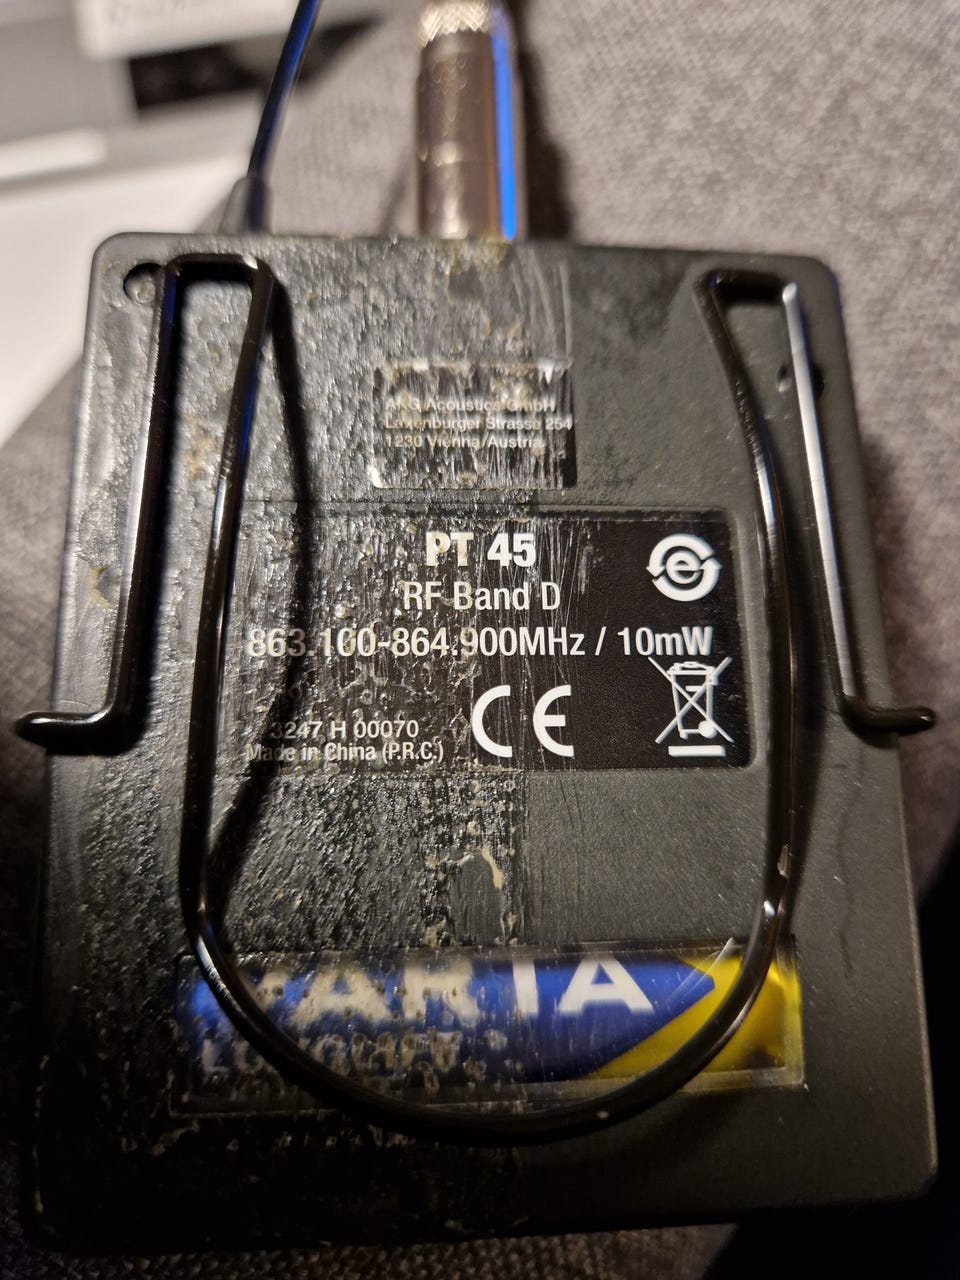 AKG Acoustics GmbH
Laxenburger Strasse 254
1230 Vienna/Austria
PT 45
RF Band D
863.100-864.900MHz / 10mW
e
3247 H 00070
Made in China (P.R.C.)
CE
VARTA
LONGLIFE